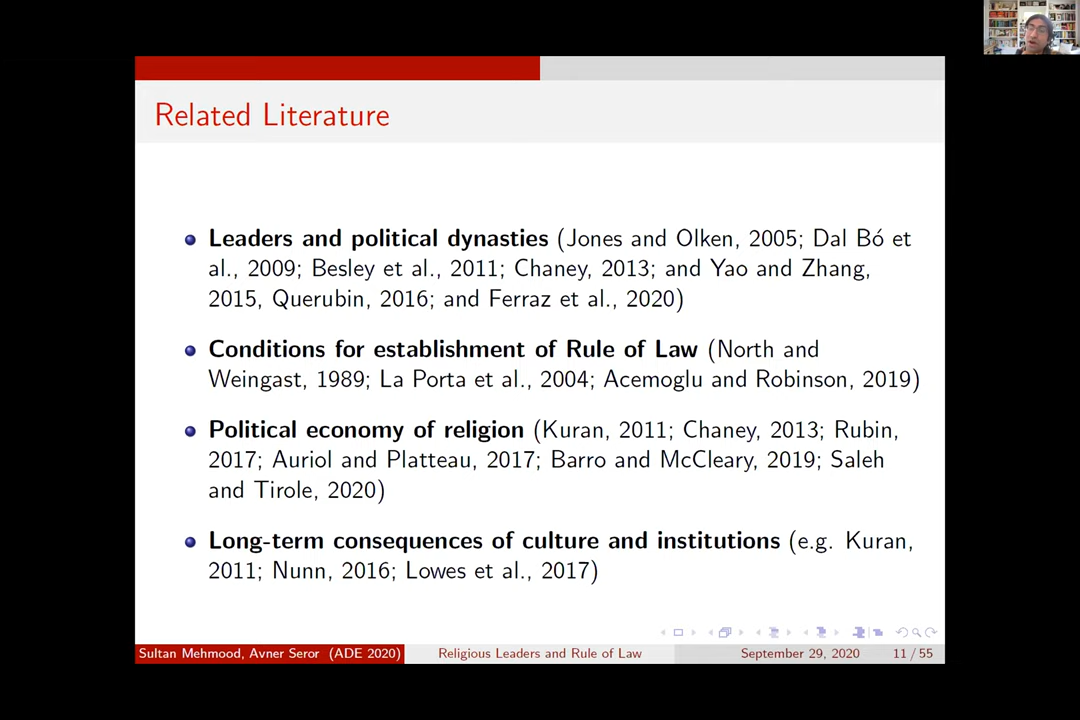 Related Literature
Leaders and political dynasties (Jones and Olken, 2005; Dal Bó et
al., 2009; Besley et al., 2011; Chaney, 2013; and Yao and Zhang,
2015, Querubin, 2016; and Ferraz et al., 2020)
Conditions for establishment of Rule of Law (North and
Weingast, 1989; La Porta et al., 2004; Acemoglu and Robinson, 2019)
Political economy of religion (Kuran, 2011; Chaney, 2013; Rubin,
2017; Auriol and Platteau, 2017; Barro and McCleary, 2019; Saleh
and Tirole, 2020)
Long-term consequences of culture and institutions (e.g. Kuran,
2011; Nunn, 2016; Lowes et al., 2017)
Sultan Mehmood, Avner Seror (ADE 2020) Religious Leaders and Rule of Law September 29, 2020 11 / 55